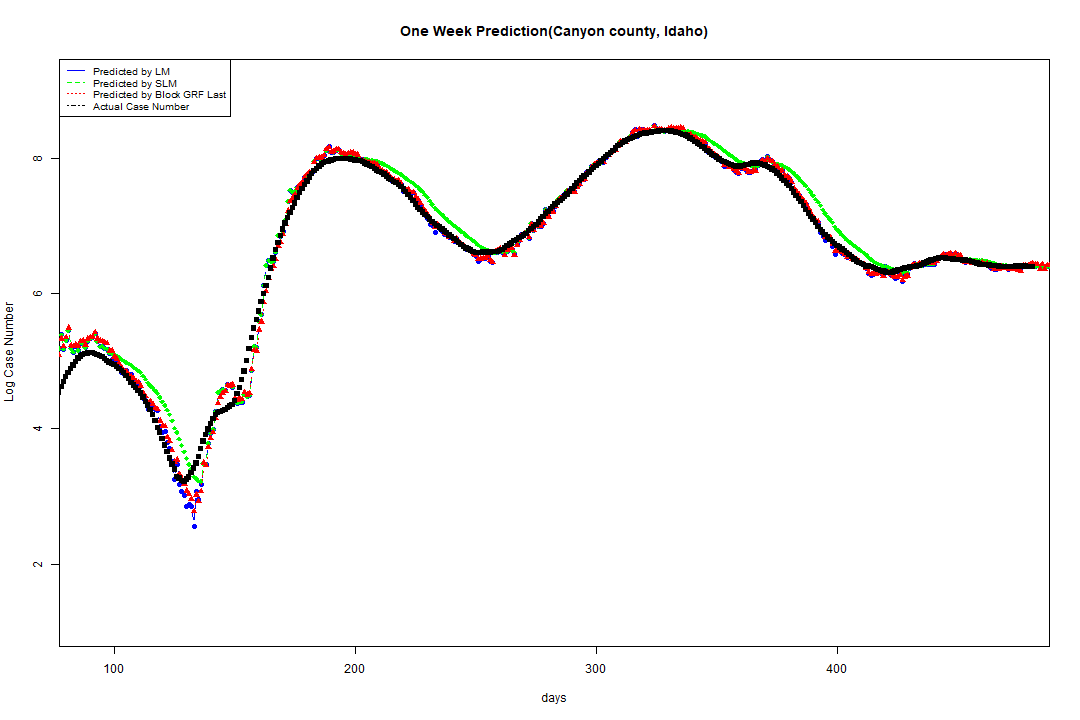 One Week Prediction(Canyon county, Idaho)
Predicted by LM
Predicted by SLM
Predicted by Block GRF Last
Actual Case Number
8
6
4
2
Log Case Number
100 200 300 400
days